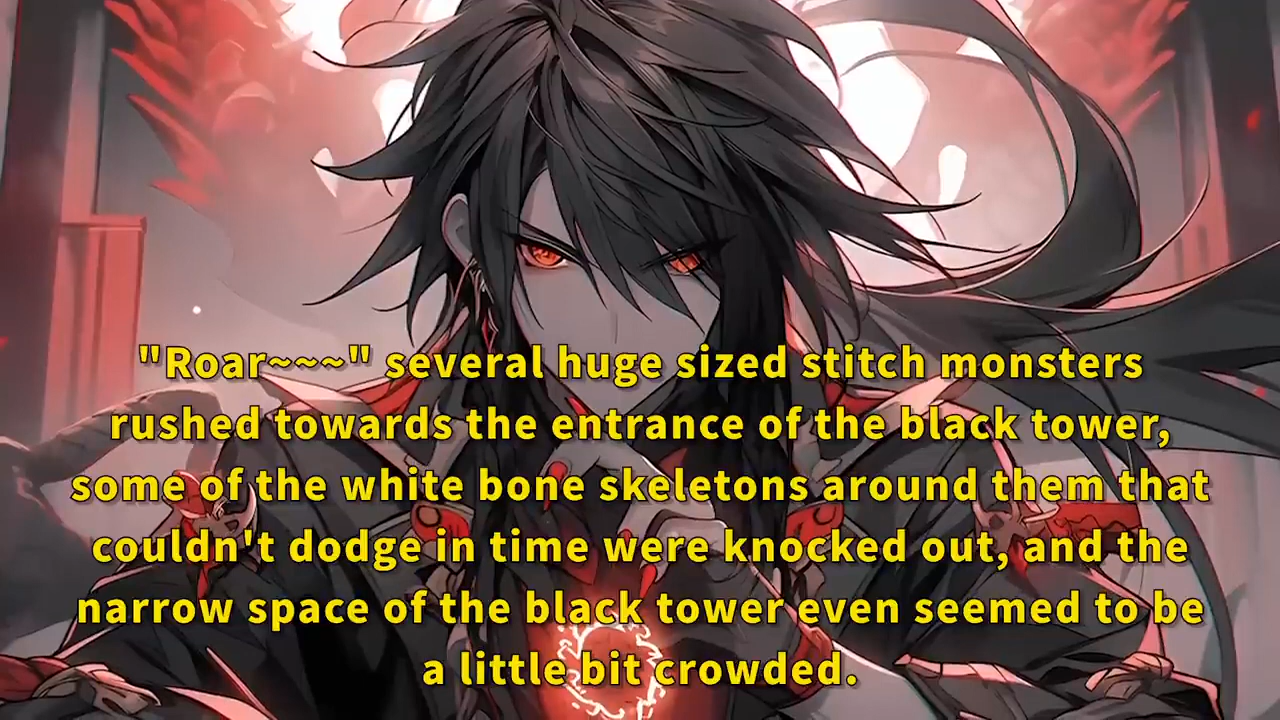 "Roar~~~" several huge sized stitch monsters
rushed towards the entrance of the black tower,
some of the white bone skeletons around them that
couldn't dodge in time were knocked out, and the
narrow space of the black tower even seemed to be
a little bit crowded.